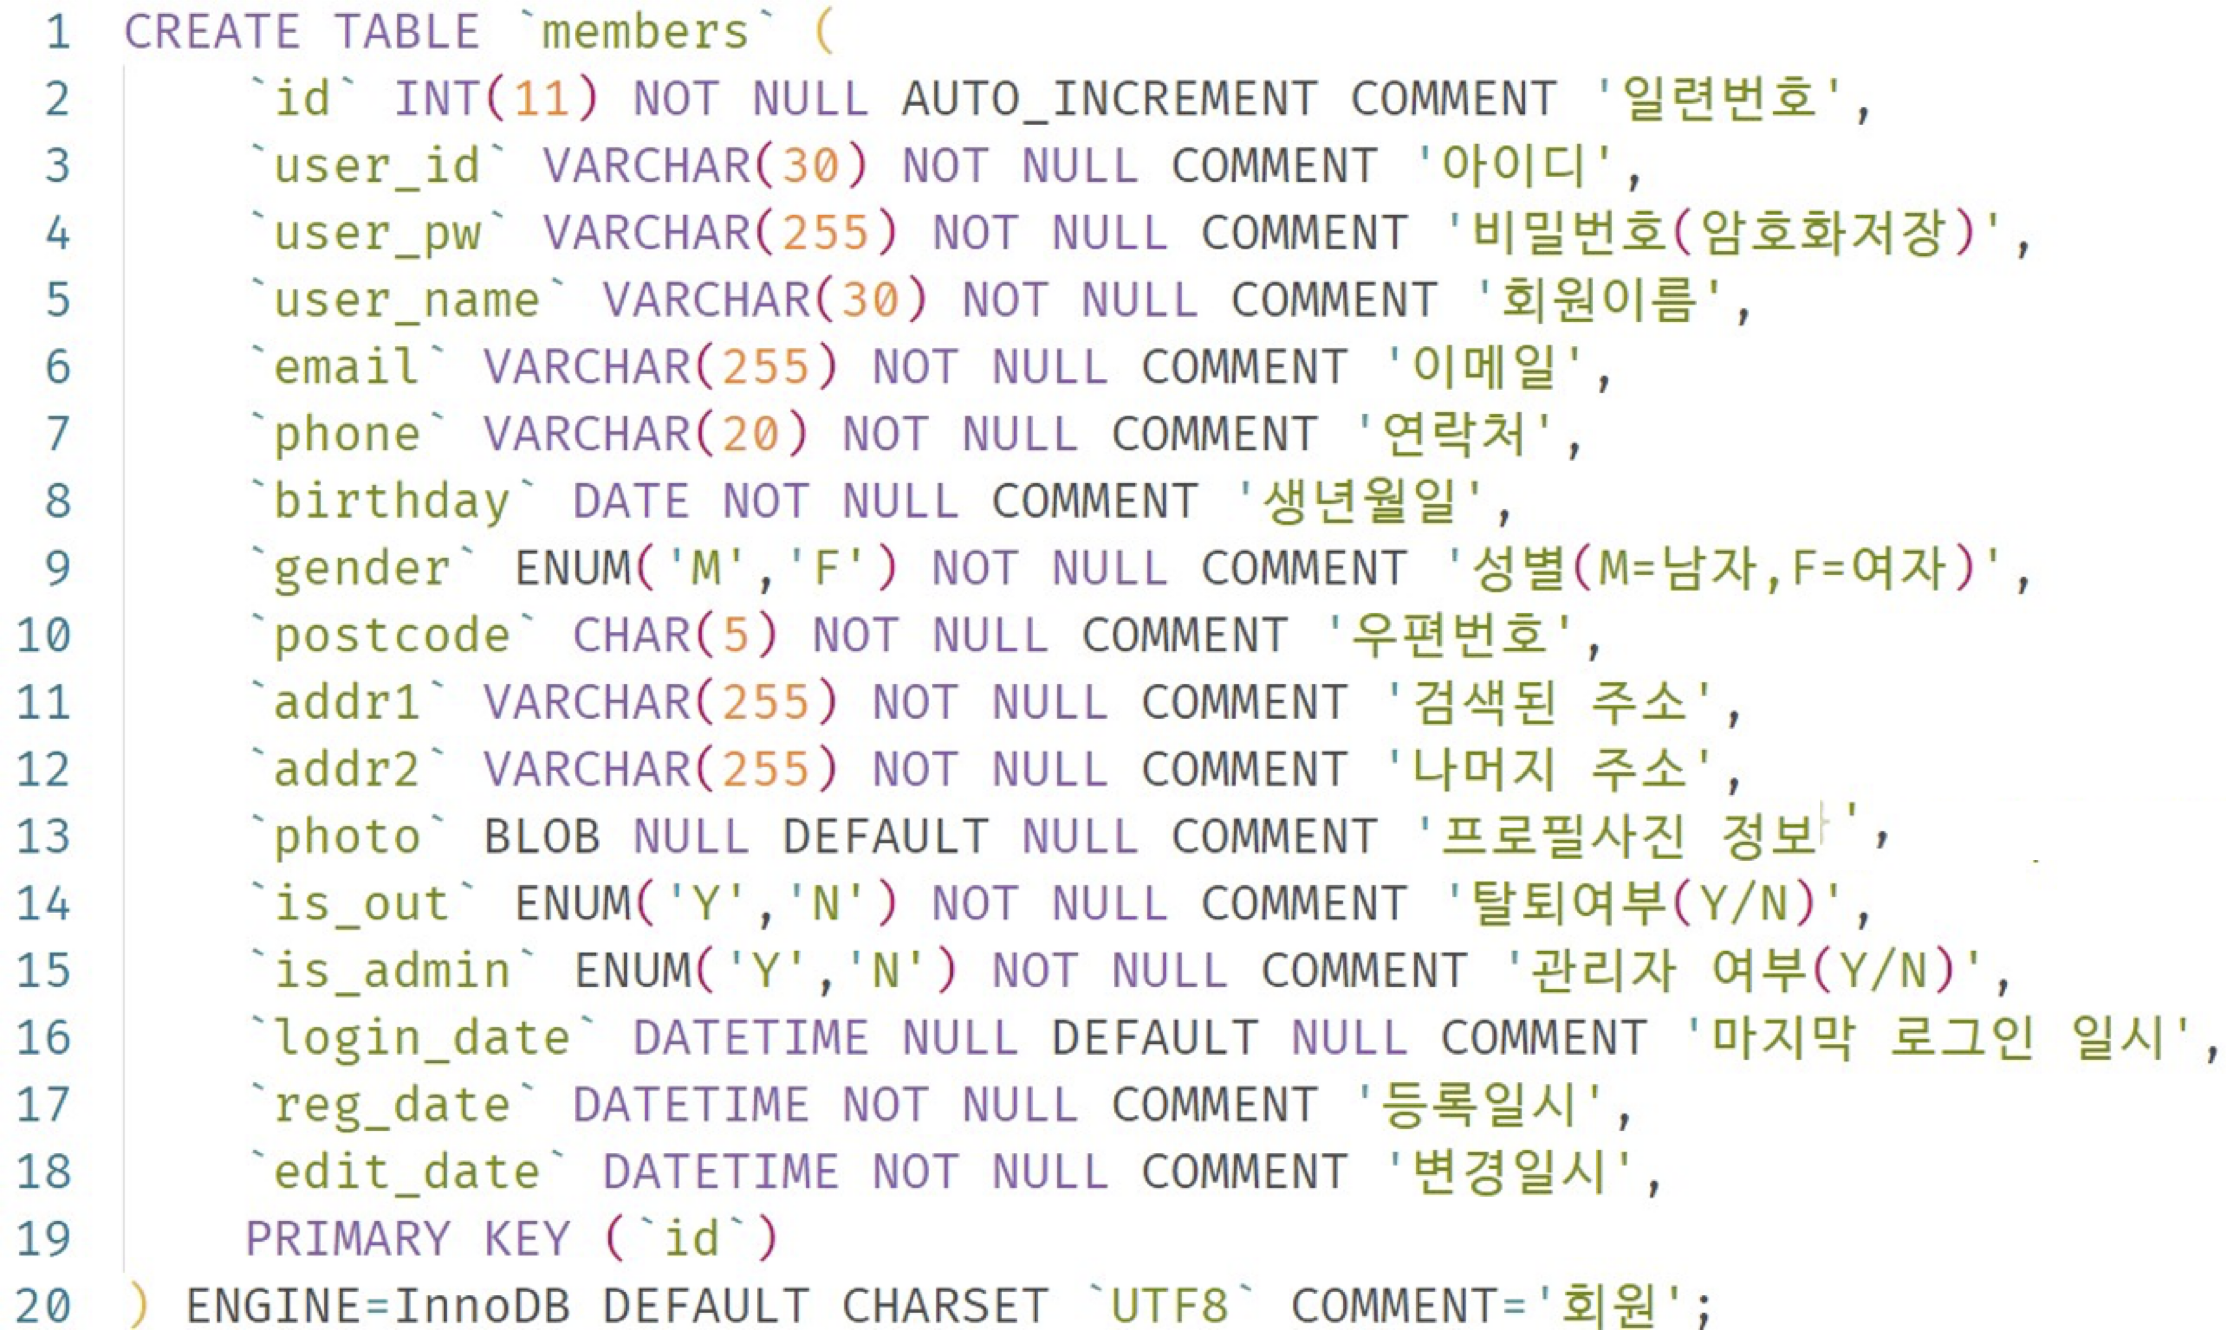 1 CREATE TABLE `members` (
2 `id` INT(11) NOT NULL AUTO_INCREMENT COMMENT '일련번호',
3 `user_id` VARCHAR(30) NOT NULL COMMENT '아이디',
4 `user_pw` VARCHAR(255) NOT NULL COMMENT '비밀번호(암호화저장)',
5 `user_name` VARCHAR(30) NOT NULL COMMENT '회원이름',
6 `email` VARCHAR(255) NOT NULL COMMENT '이메일',
7 `phone` VARCHAR(20) NOT NULL COMMENT '연락처',
8 `birthday` DATE NOT NULL COMMENT '생년월일',
9 `gender` ENUM('M','F') NOT NULL COMMENT '성별(M=남자,F=여자)',
10 `postcode` CHAR(5) NOT NULL COMMENT '우편번호',
11 `addr1` VARCHAR(255) NOT NULL COMMENT '검색된 주소',
12 `addr2` VARCHAR(255) NOT NULL COMMENT '나머지 주소',
13 `photo` BLOB NULL DEFAULT NULL COMMENT '프로필사진 정보',
14 `is_out` ENUM('Y','N') NOT NULL COMMENT '탈퇴여부(Y/N)',
15 `is_admin` ENUM('Y','N') NOT NULL COMMENT '관리자 여부(Y/N)',
16 `login_date` DATETIME NULL DEFAULT NULL COMMENT '마지막 로그인 일시',
17 `reg_date` DATETIME NOT NULL COMMENT '등록일시',
18 `edit_date` DATETIME NOT NULL COMMENT '변경일시',
19 PRIMARY KEY (`id`)
20 ) ENGINE=InnoDB DEFAULT CHARSET `UTF8` COMMENT='회원';